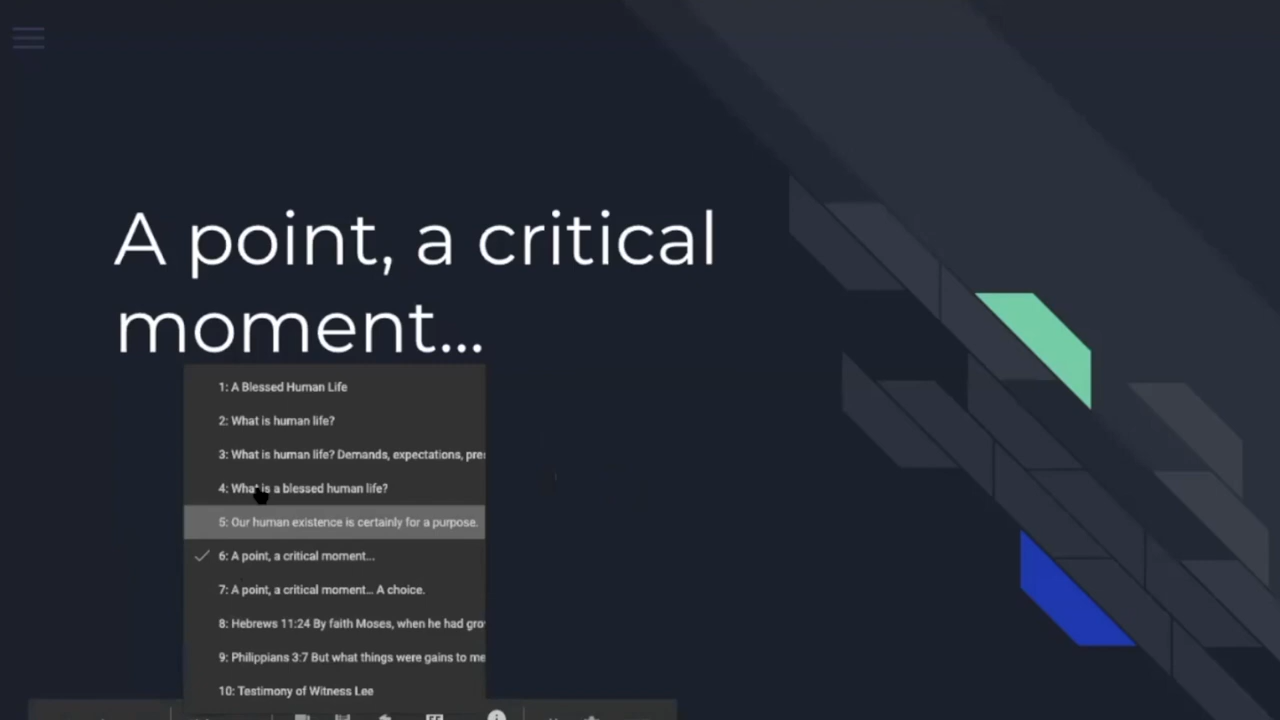 A point, a critical
moment...
1: A Blessed Human Life
2: What is human life?
3: What is human life? Demands, expectations, pre
4: What is a blessed human life?
5: Our human existence is certainly for a purpose.
6: A point, a critical moment...
7: A point, a critical moment... A choice.
8: Hebrews 11:24 By faith Moses, when he had gro
9: Philippians 3:7 But what things were gains to me
10: Testimony of Witness Lee